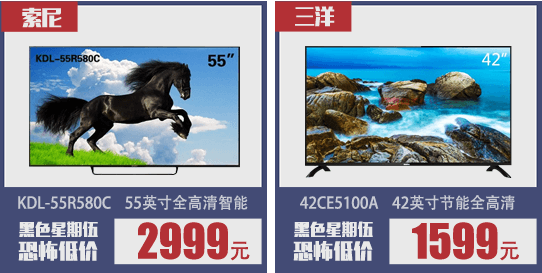 索尼
KDL-55R580C
55"
KDL-55R580C 55英寸全高清智能
黑色星期伍
恐怖低价
2999元
三洋
42"
42CE5100A 42英寸节能全高清
黑色星期伍
恐怖低价
1599元